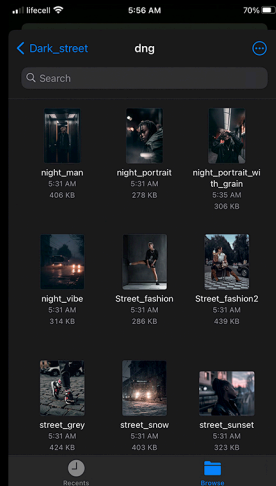 lifecell 5:56 AM 70%
Dark_street dng
Search
night_man night_portrait night_portrait_wi
th_grain
5:31 AM 5:31 AM 5:35 AM
406 KB 278 KB 306 KB
night_vibe Street_fashion Street_fashion2
5:31 AM 5:31 AM 5:31 AM
314 KB 286 KB 439 KB
street_grey street_snow street_sunset
5:31 AM 5:31 AM 5:31 AM
424 KB 403 KB 323 KB
Recents Browse